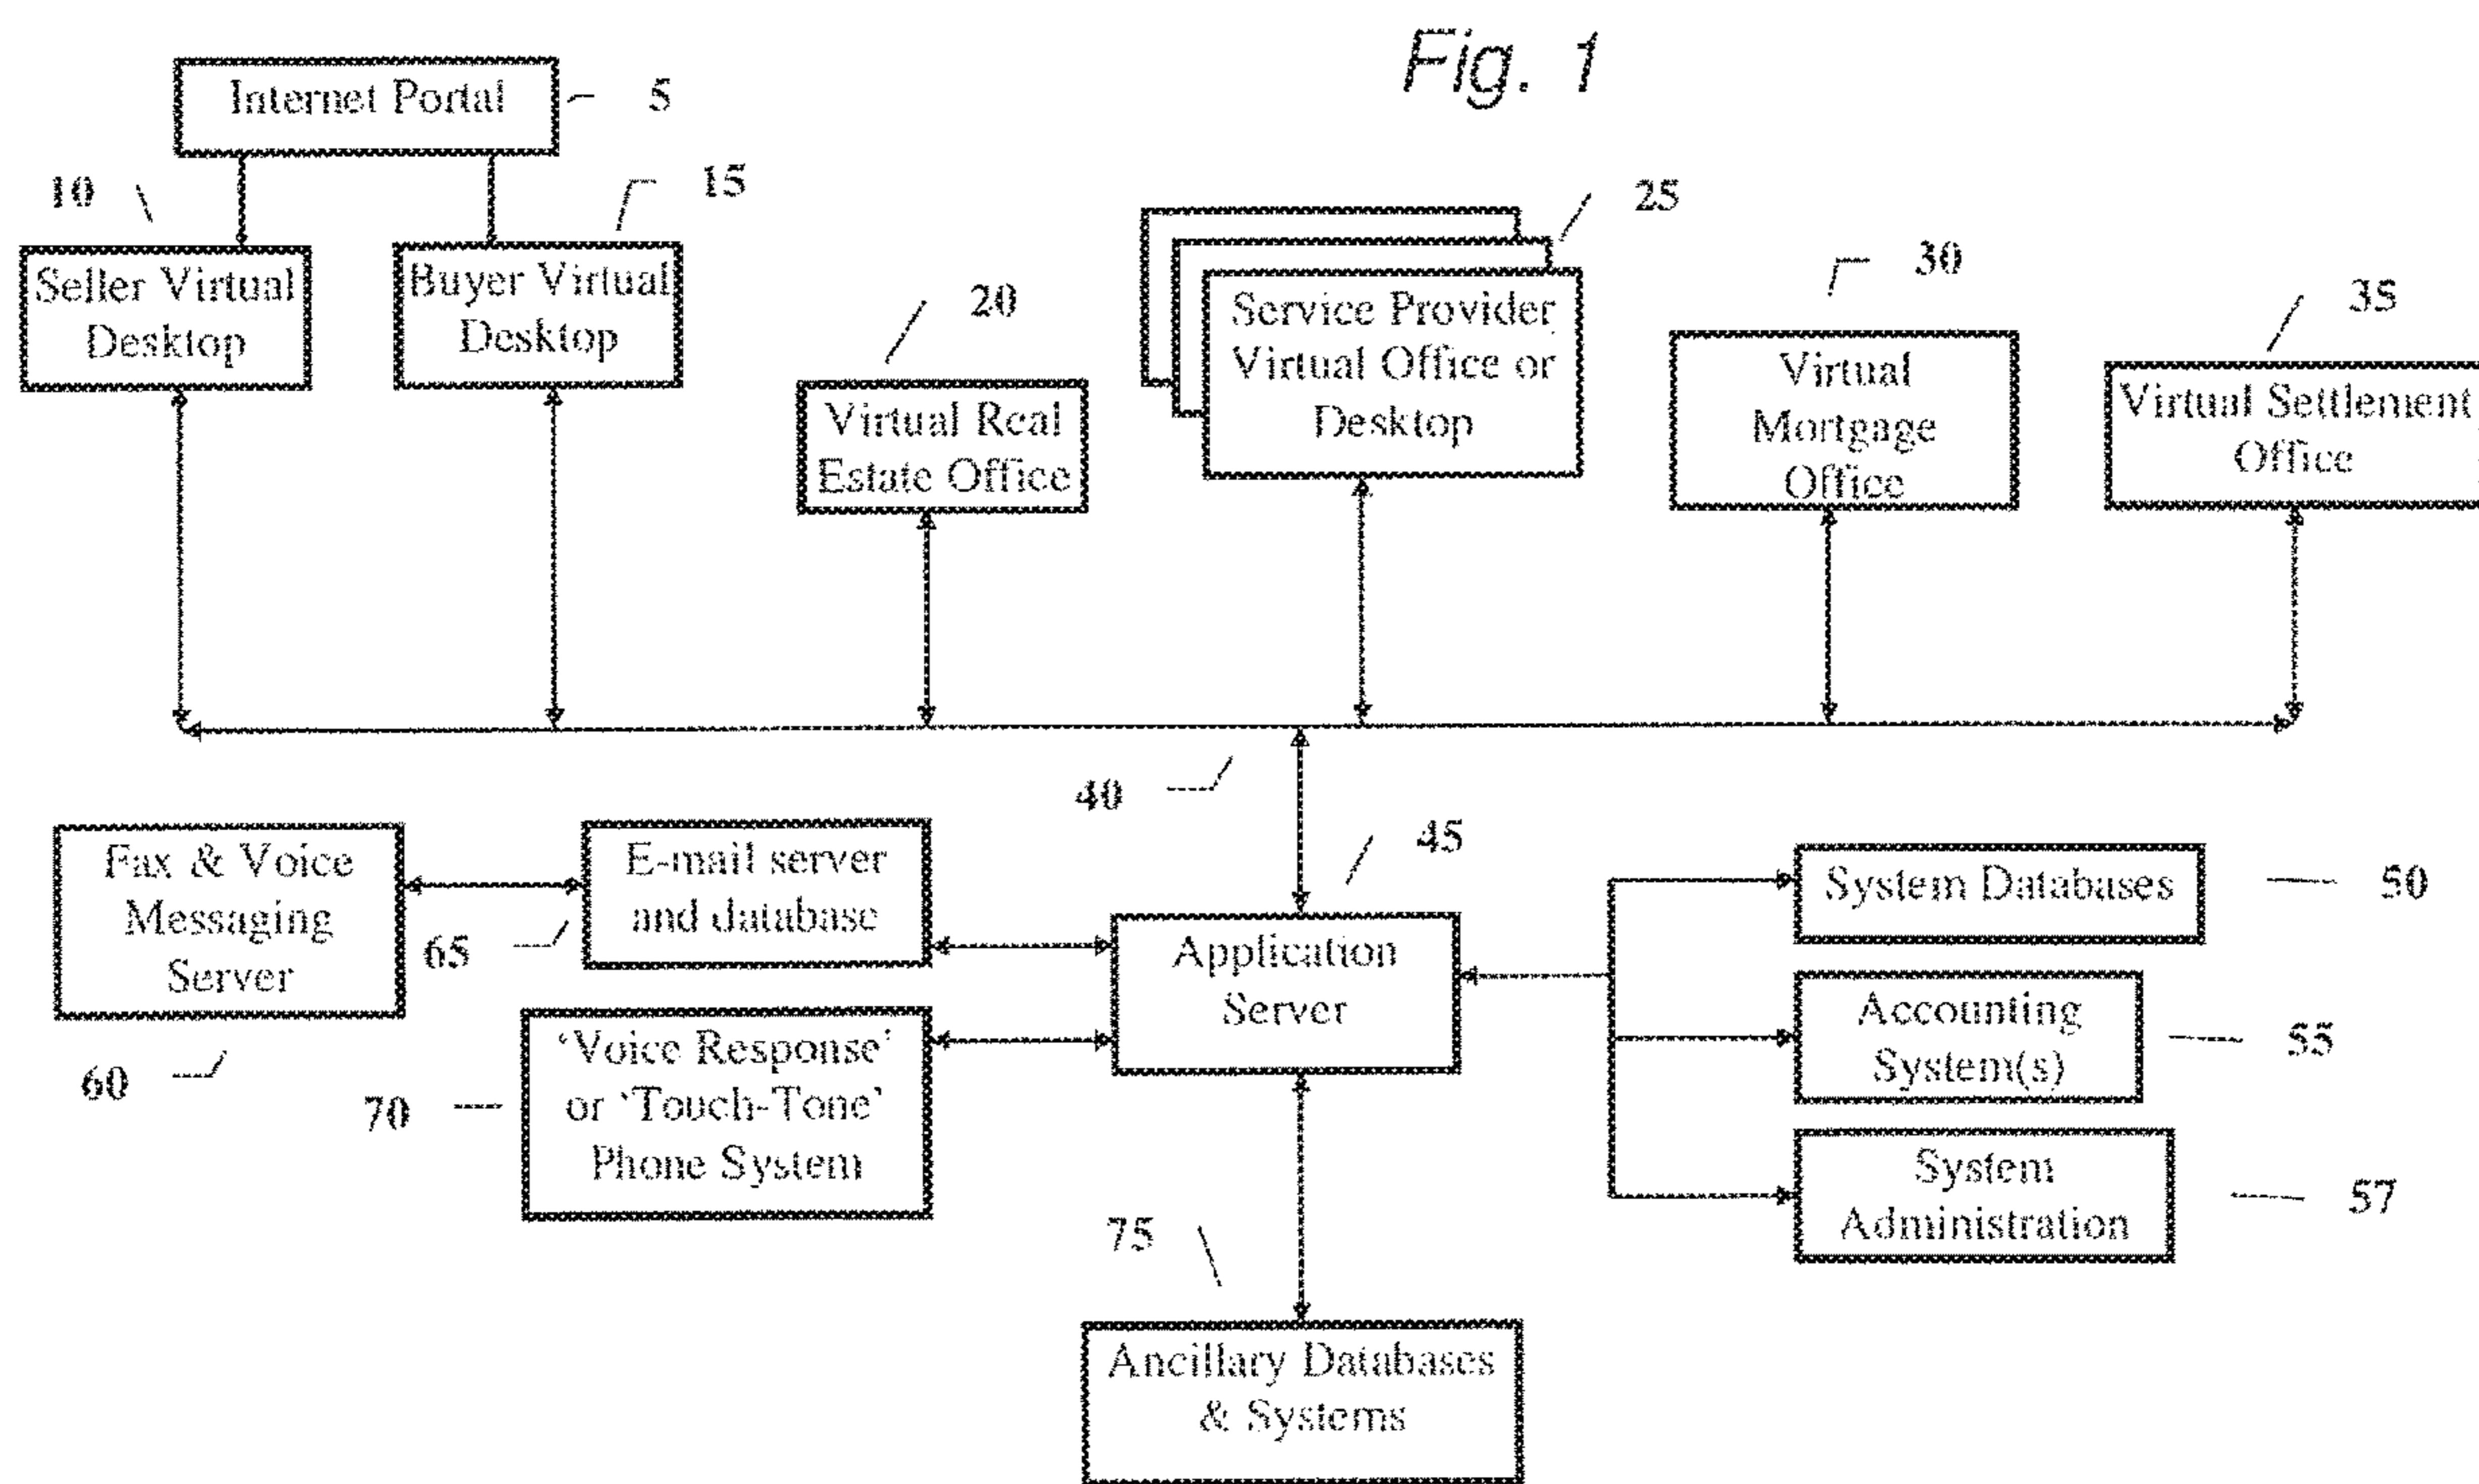 Fig. 1
Internet Portal
5
10
15
25
Seller Virtual
Desktop
Buyer Virtual
Desktop
20
Service Provider
Virtual Office or
Desktop
30
35
Virtual Real
Estate Office
Virtual
Mortgage
Office
Virtual Settlement
Office
40
45
Fax & Voice
Messaging
Server
60
E-mail server
and database
65
Application
Server
System Databases
50
'Voice Response'
or 'Touch-Tone'
Phone System
70
Accounting
System(s)
55
System
Administration
57
75
Ancillary Databases
& Systems